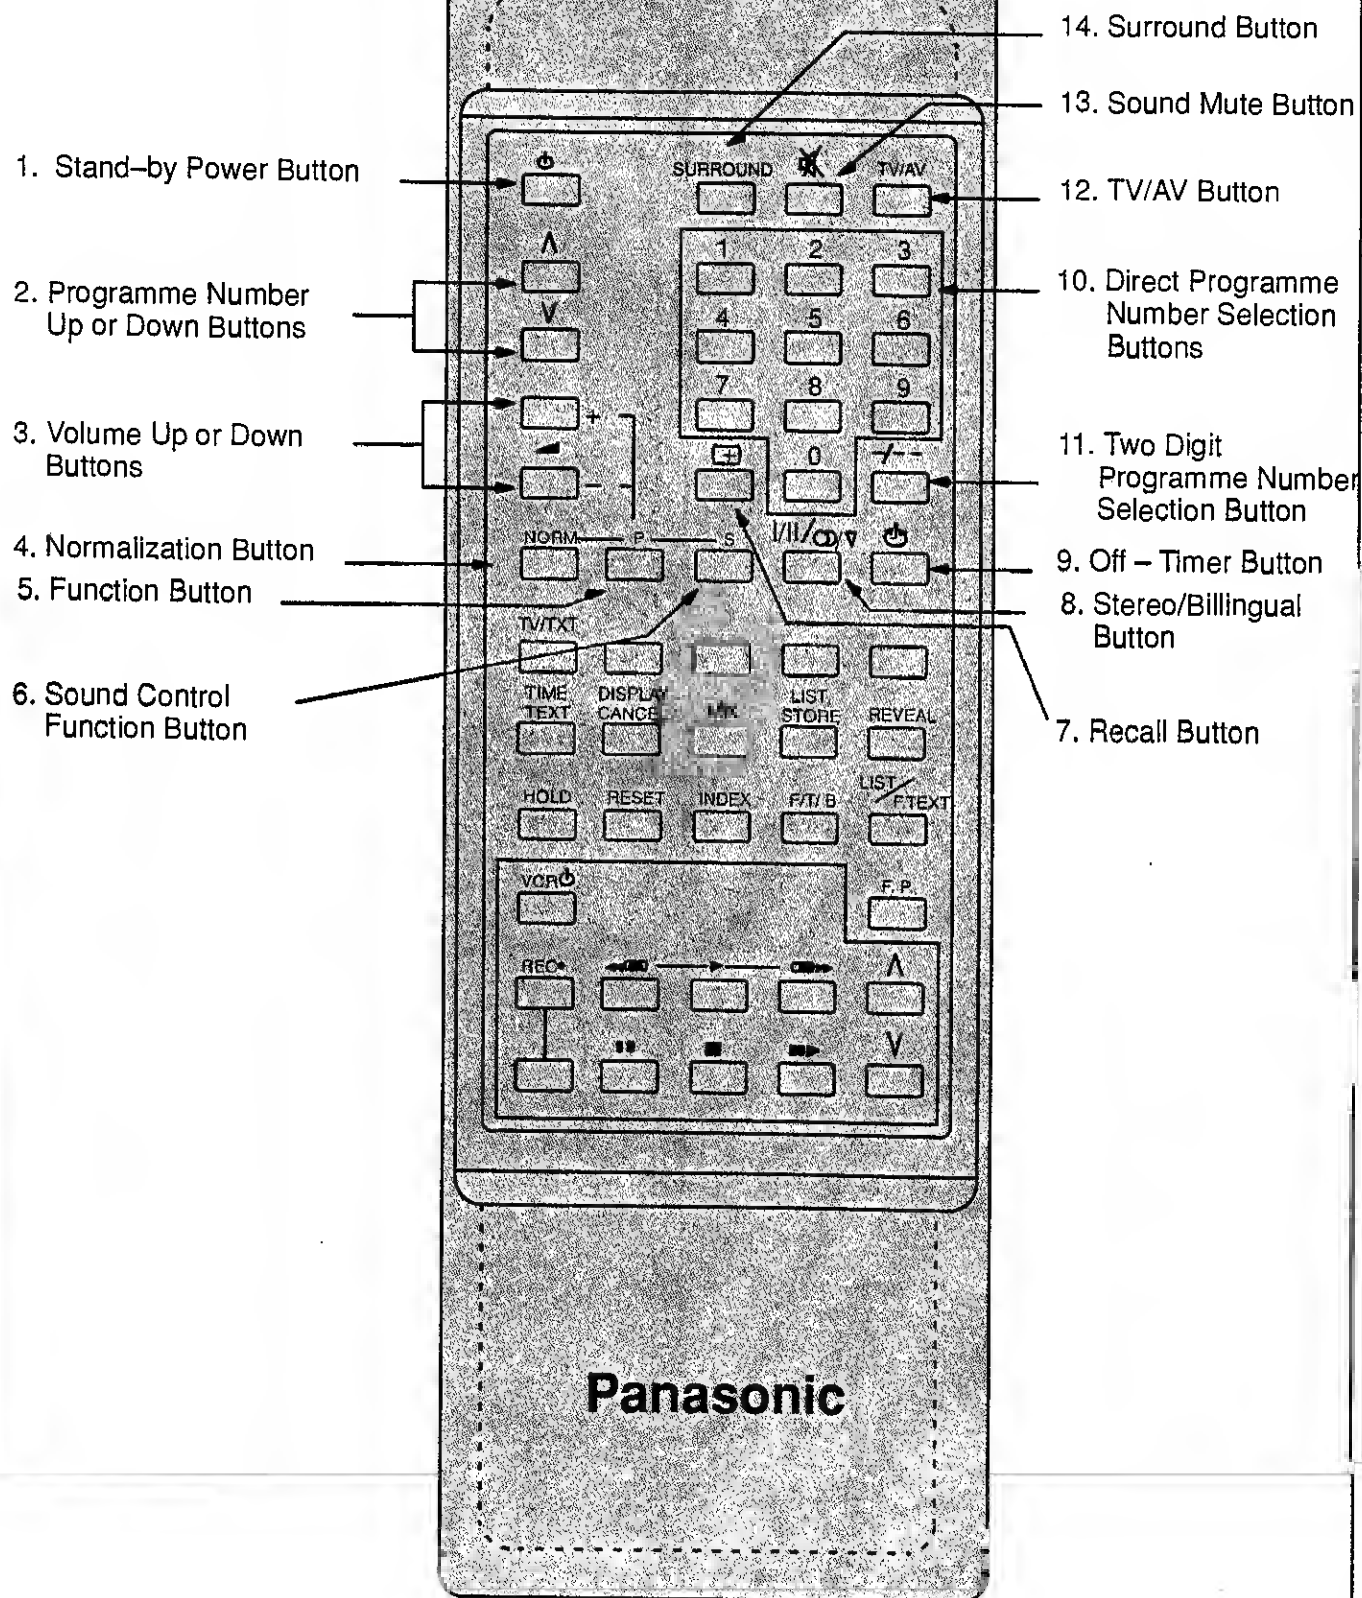 14. Surround Button
13. Sound Mute Button
1. Stand–by Power Button
SURROUND
TV/AV
12. TV/AV Button
1 2 3
2. Programme Number
Up or Down Buttons
10. Direct Programme
Number Selection
Buttons
4 5 6
7 8 9
+
3. Volume Up or Down
Buttons
11. Two Digit
Programme Number
Selection Button
0 -/--
–
NORM P S I/II
4. Normalization Button
9. Off – Timer Button
5. Function Button
8. Stereo/Billingual
Button
TV/TXT
6. Sound Control
Function Button
TIME
TEXT
DISPLAY
CANCEL
MIX
LIST
STORE
REVEAL
7. Recall Button
HOLD RESET INDEX F/T/B LIST/F.TEXT
VCR
F.P.
REC
Panasonic